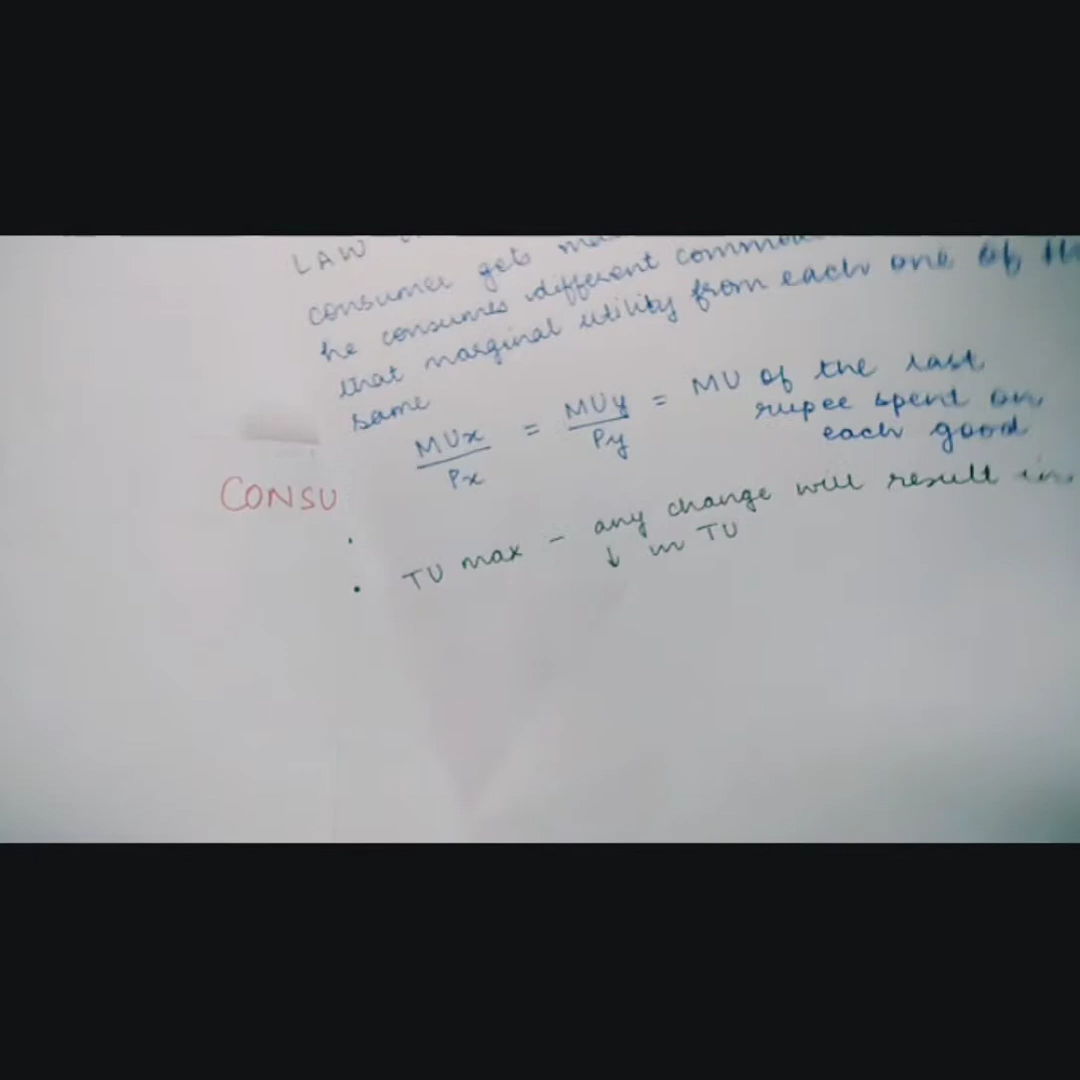 LAW
consumer gets
he consumes different
that marginal utility from each one of
same
MUx / Px = MUy / Py = MU of the last
rupee spent on
each good
CONSU
• TU max - any change will result in
↓ in TU